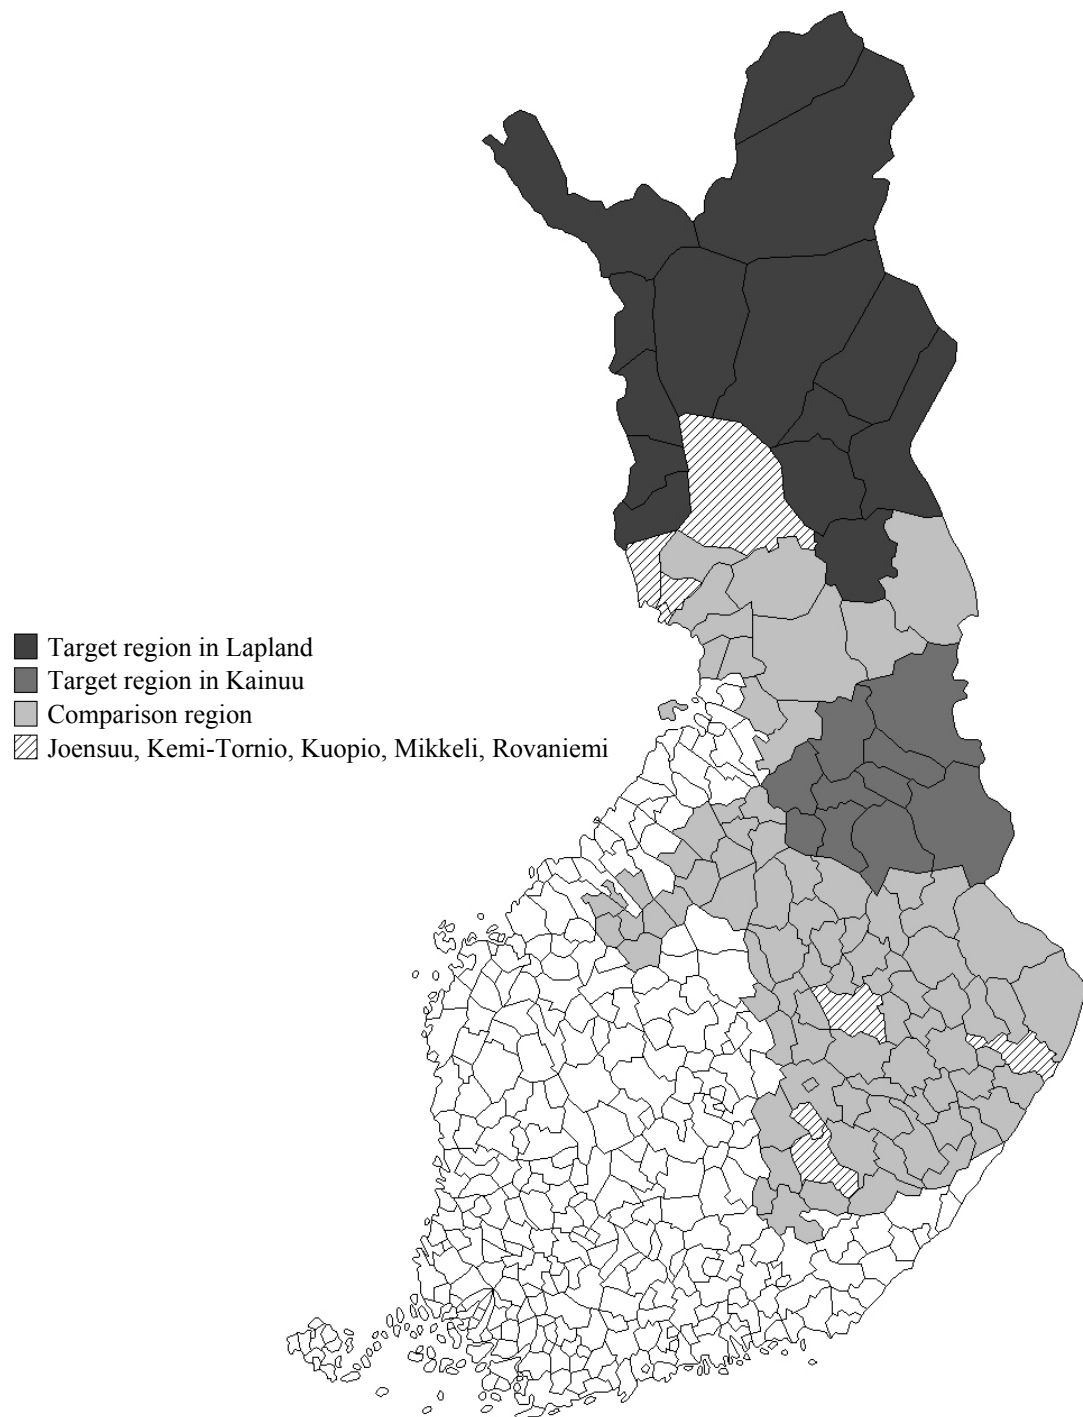 Target region in Lapland
Target region in Kainuu
Comparison region
Joensuu, Kemi-Tornio, Kuopio, Mikkeli, Rovaniemi